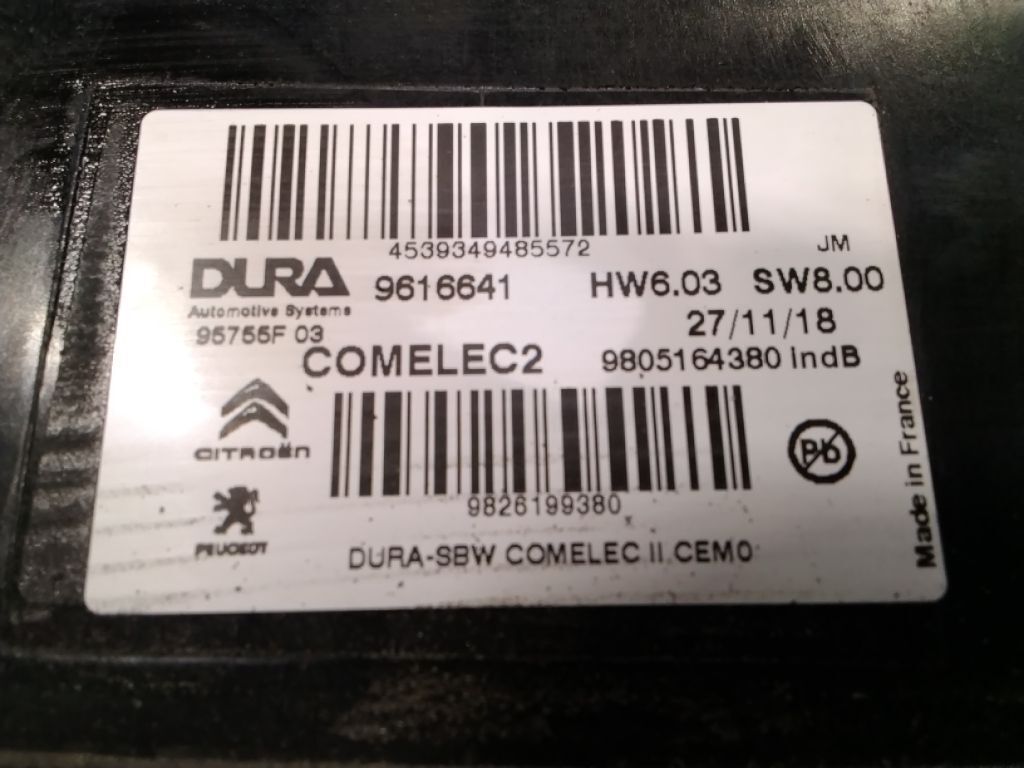 4539349485572
JM
DURA
Automotive Systems
9616641 HW6.03 SW8.00
95755F 03
27/11/18
COMELEC2 9805164380 indB
CITROËN
Pb
9826199380
PEUGEOT
DURA-SBW COMELEC II CEM0
Made in France